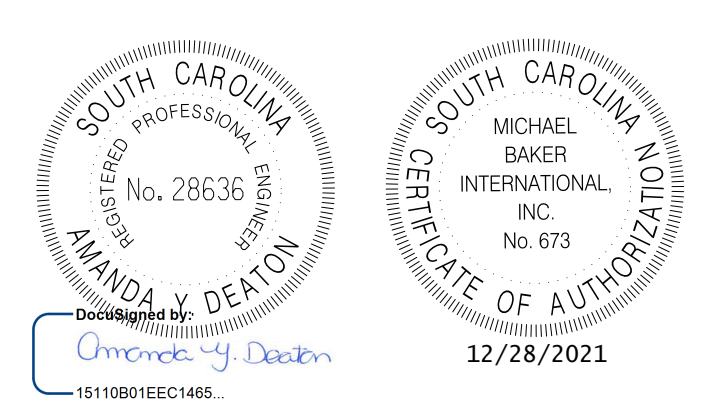 SOUTH CAROLINA
REGISTERED PROFESSIONAL ENGINEER
No. 28636
AMANDA Y DEATON
DocuSigned by:
Amanda Y. Deaton
15110B01EEC1465...
SOUTH CAROLINA
MICHAEL
BAKER
INTERNATIONAL,
INC.
No. 673
CERTIFICATE OF AUTHORIZATION
12/28/2021